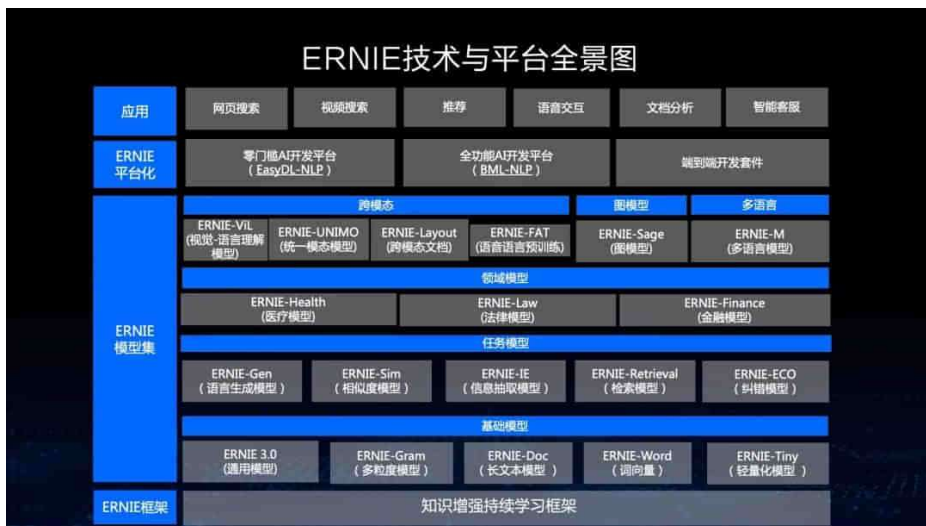 ERNIE技术与平台全景图
应用
网页搜索
视频搜索
推荐
语音交互
文档分析
智能客服
ERNIE
平台化
零门槛AI开发平台
（EasyDL-NLP）
全功能AI开发平台
（BML-NLP）
端到端开发套件
ERNIE
模型集
跨模态
图模型
多语言
ERNIE-ViL
(视觉-语言理解
模型)
ERNIE-UNIMO
(统一模态模型)
ERNIE-Layout
(跨模态文档)
ERNIE-FAT
(语音语言预训练)
ERNIE-Sage
(图模型)
ERNIE-M
(多语言模型)
领域模型
ERNIE-Health
(医疗模型)
ERNIE-Law
(法律模型)
ERNIE-Finance
(金融模型)
任务模型
ERNIE-Gen
（语言生成模型）
ERNIE-Sim
（相似度模型）
ERNIE-IE
（信息抽取模型）
ERNIE-Retrieval
（检索模型）
ERNIE-ECO
（纠错模型）
基础模型
ERNIE 3.0
(通用模型)
ERNIE-Gram
（多粒度模型）
ERNIE-Doc
（长文本模型 ）
ERNIE-Word
（词向量）
ERNIE-Tiny
（轻量化模型 ）
ERNIE框架
知识增强持续学习框架